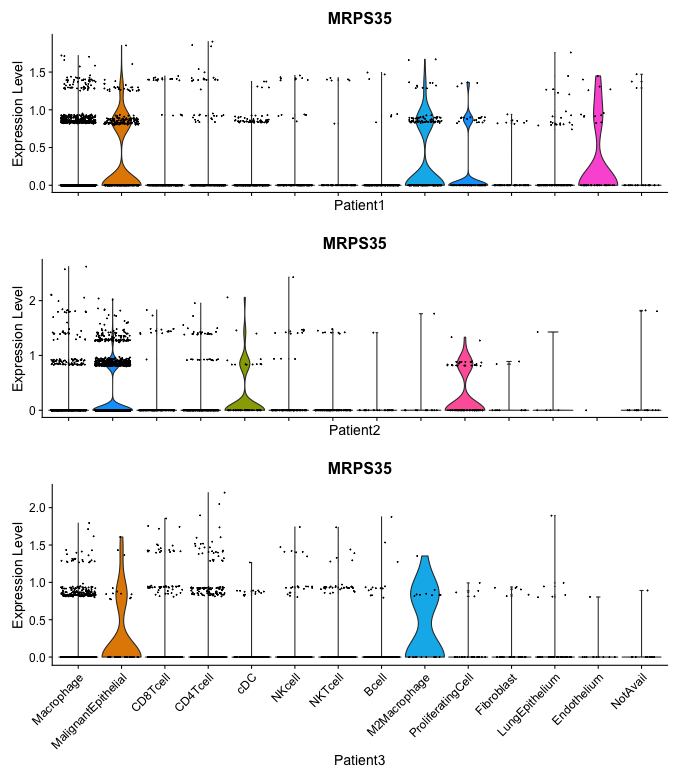 MRPS35
Expression Level
1.5
1.0
0.5
0.0
Patient1
MRPS35
Expression Level
2
1
0
Patient2
MRPS35
Expression Level
2.0
1.5
1.0
0.5
0.0
Macrophage
MalignantEpithelial
CD8Tcell
CD4Tcell
cDC
NKcell
NKTcell
Bcell
M2Macrophage
ProliferatingCell
Fibroblast
LungEpithelium
Endothelium
NotAvail
Patient3